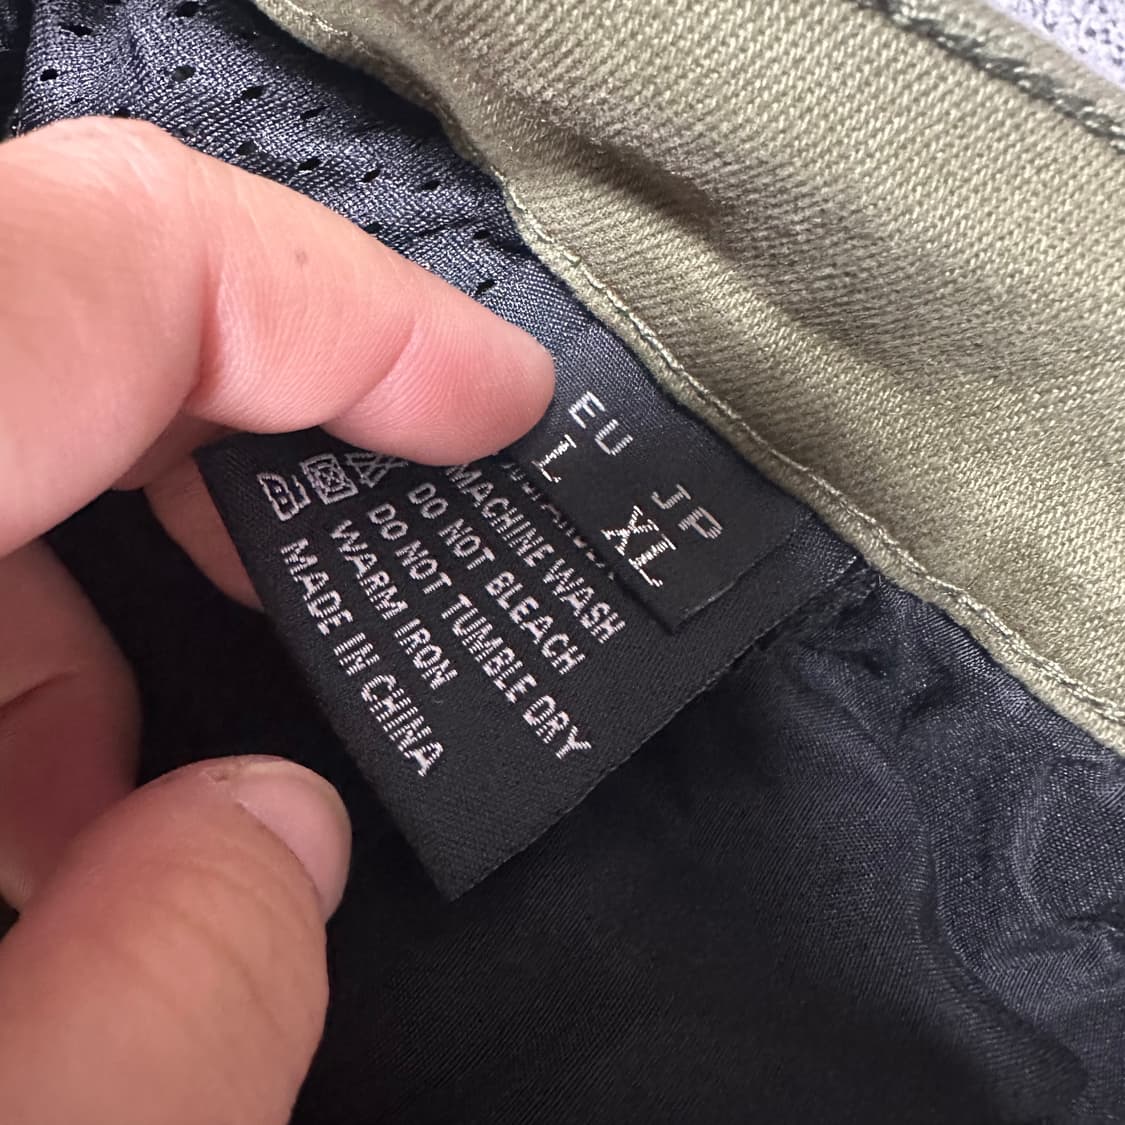 EU JP
L XL
MACHINE WASH
DO NOT BLEACH
DO NOT TUMBLE DRY
WARM IRON
MADE IN CHINA